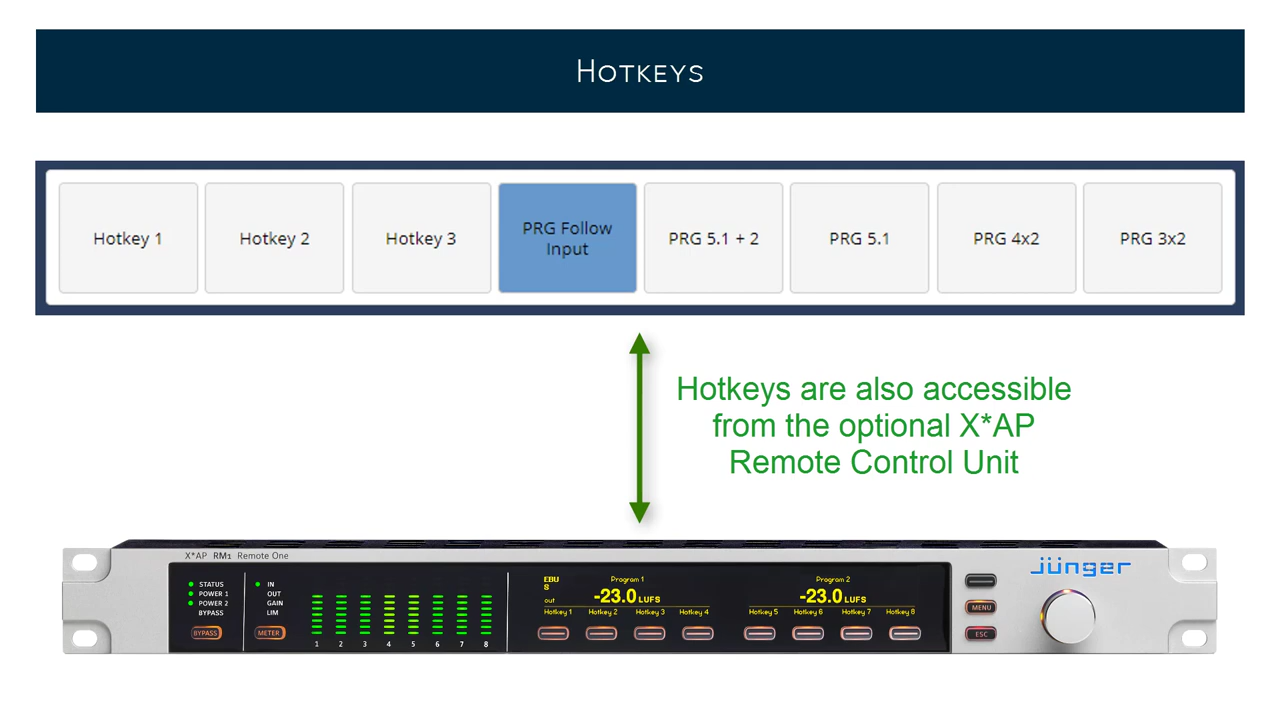 Hotkeys
Hotkey 1
Hotkey 2
Hotkey 3
PRG Follow
Input
PRG 5.1 + 2
PRG 5.1
PRG 4x2
PRG 3x2
Hotkeys are also accessible
from the optional X*AP
Remote Control Unit
X*AP RM1 Remote One
jünger
STATUS
POWER 1
POWER 2
BYPASS
BYPASS
IN
OUT
GAIN
LIM
METER
1 2 3 4 5 6 7 8
EBU
8
out
Program 1
-23.0 LUFS
Program 2
-23.0 LUFS
Hotkey 1 Hotkey 2 Hotkey 3 Hotkey 4 Hotkey 5 Hotkey 6 Hotkey 7 Hotkey 8
MENU
ESC